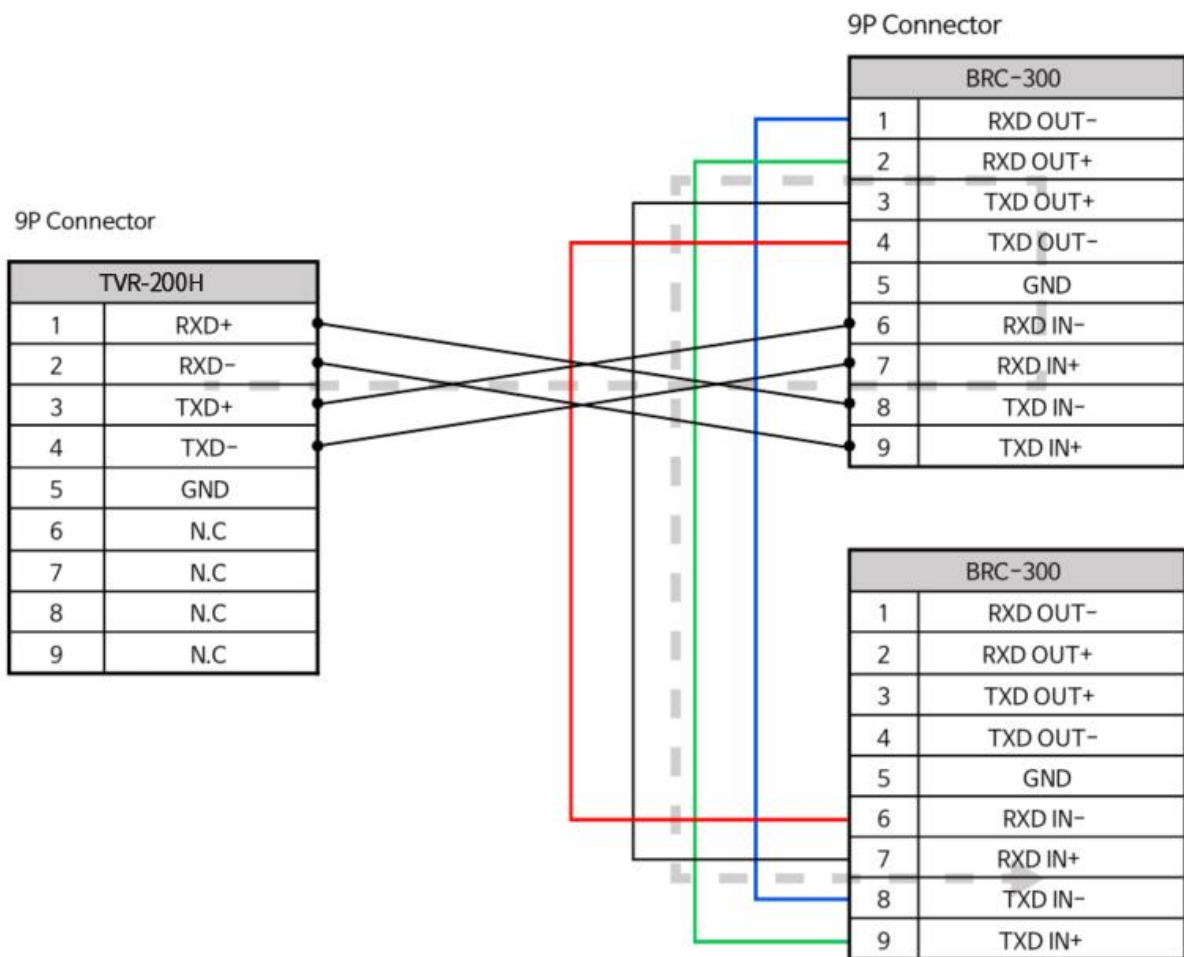 9P Connector
BRC-300
1 RXD OUT-
2 RXD OUT+
3 TXD OUT+
4 TXD OUT-
5 GND
6 RXD IN-
7 RXD IN+
8 TXD IN-
9 TXD IN+
9P Connector
TVR-200H
1 RXD+
2 RXD-
3 TXD+
4 TXD-
5 GND
6 N.C
7 N.C
8 N.C
9 N.C
BRC-300
1 RXD OUT-
2 RXD OUT+
3 TXD OUT+
4 TXD OUT-
5 GND
6 RXD IN-
7 RXD IN+
8 TXD IN-
9 TXD IN+